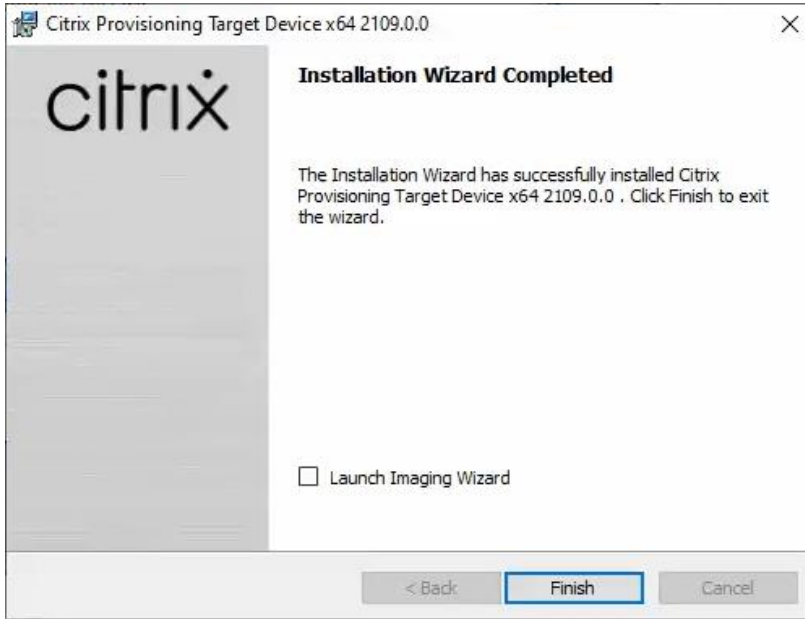 Citrix Provisioning Target Device x64 2109.0.0
citrix
Installation Wizard Completed
The Installation Wizard has successfully installed Citrix
Provisioning Target Device x64 2109.0.0 . Click Finish to exit
the wizard.
Launch Imaging Wizard
< Back
Finish
Cancel